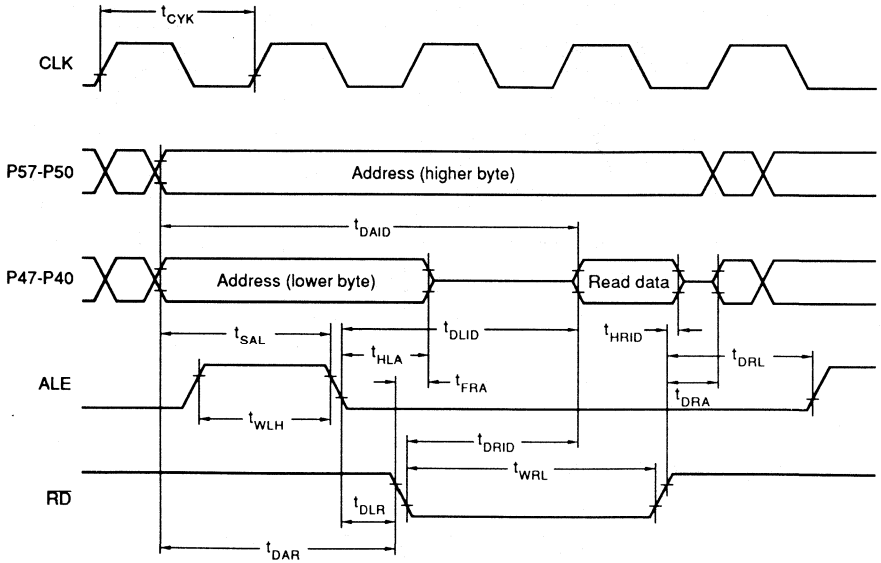 tCYK
CLK
P57-P50
Address (higher byte)
tDAID
P47-P40
Address (lower byte)
Read data
tSAL
tDLID
tHRID
tHLA
tDRL
ALE
tFRA
tDRA
tWLH
tDRID
tWRL
RD
tDLR
tDAR